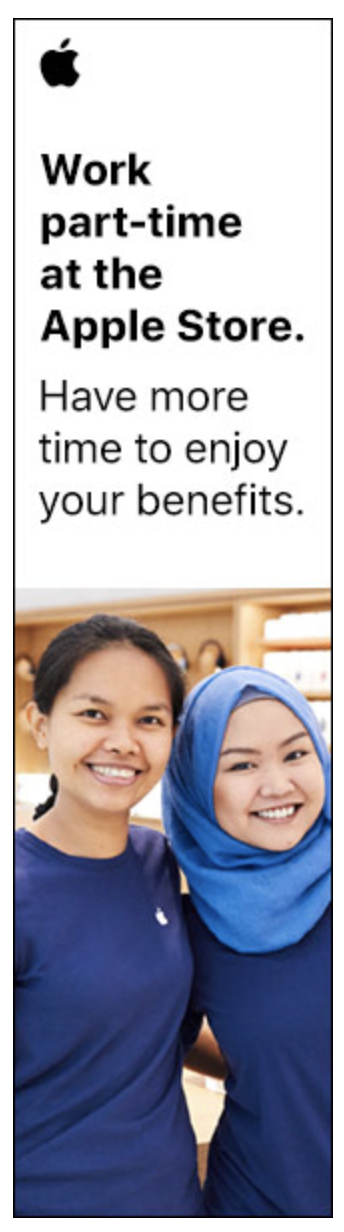 Work
part-time
at the
Apple Store.
Have more
time to enjoy
your benefits.